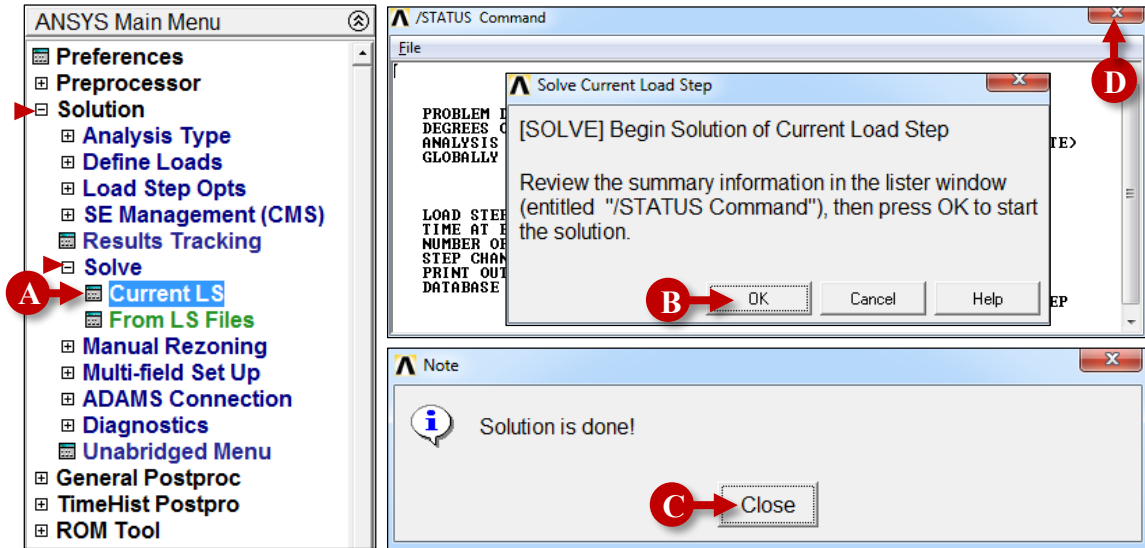 ANSYS Main Menu
Preferences
Preprocessor
Solution
Analysis Type
Define Loads
Load Step Opts
SE Management (CMS)
Results Tracking
Solve
A
Current LS
From LS Files
Manual Rezoning
Multi-field Set Up
ADAMS Connection
Diagnostics
Unabridged Menu
General Postproc
TimeHist Postpro
ROM Tool
/STATUS Command
D
File
PROBLEM
DEGREES
ANALYSIS
GLOBALLY
TE)
LOAD STEP
TIME AT
NUMBER OF
STEP
PRINT OUT
DATABASE
EP
Solve Current Load Step
[SOLVE] Begin Solution of Current Load Step
Review the summary information in the lister window
(entitled "/STATUS Command"), then press OK to start
the solution.
B
OK
Cancel
Help
Note
Solution is done!
C
Close